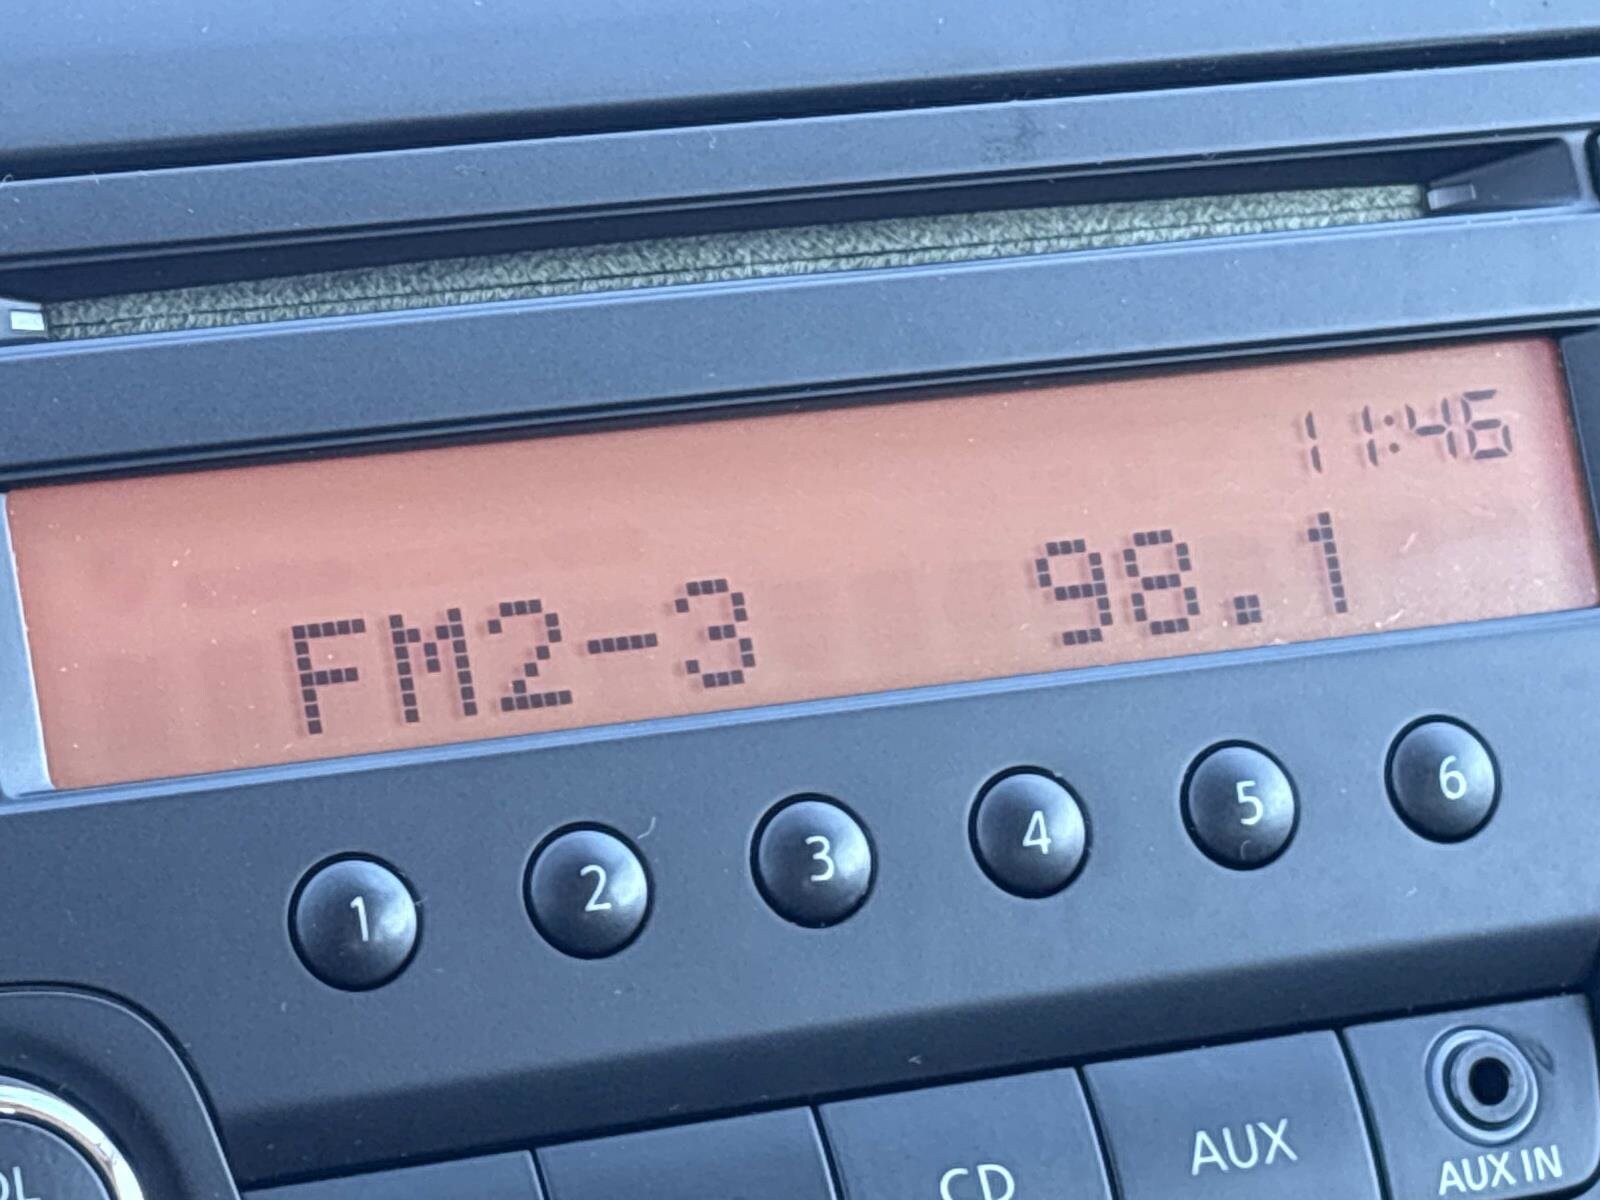 11:46
FM2-3 98.1
1 2 3 4 5 6
CD AUX AUX IN